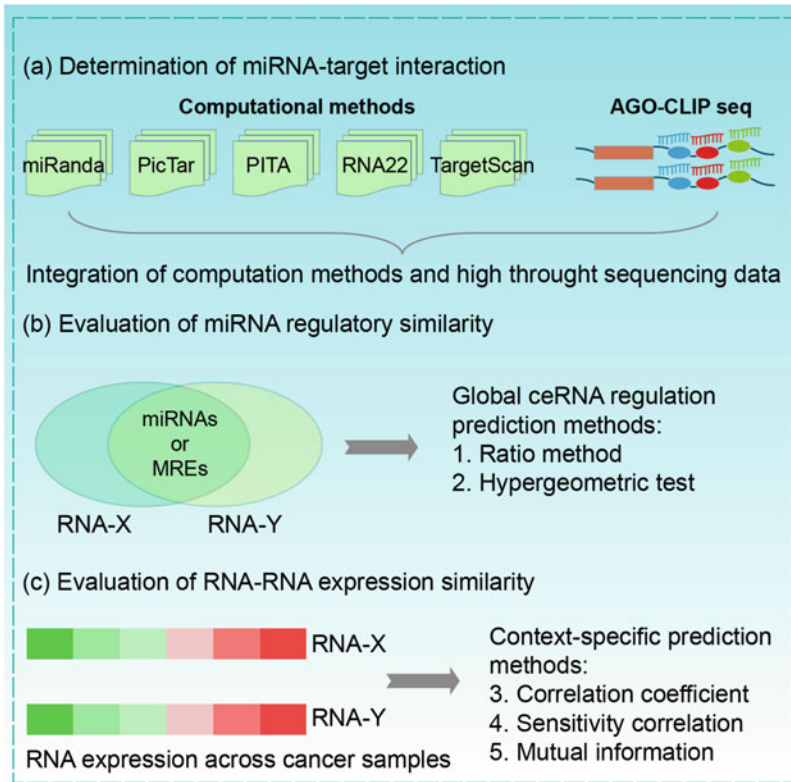 (a) Determination of miRNA-target interaction
Computational methods
AGO-CLIP seq
miRanda
PicTar
PITA
RNA22
TargetScan
Integration of computation methods and high throught sequencing data
(b) Evaluation of miRNA regulatory similarity
miRNAs
or
MREs
RNA-X
RNA-Y
Global ceRNA regulation
prediction methods:
1. Ratio method
2. Hypergeometric test
(c) Evaluation of RNA-RNA expression similarity
RNA-X
RNA-Y
RNA expression across cancer samples
Context-specific prediction
methods:
3. Correlation coefficient
4. Sensitivity correlation
5. Mutual information